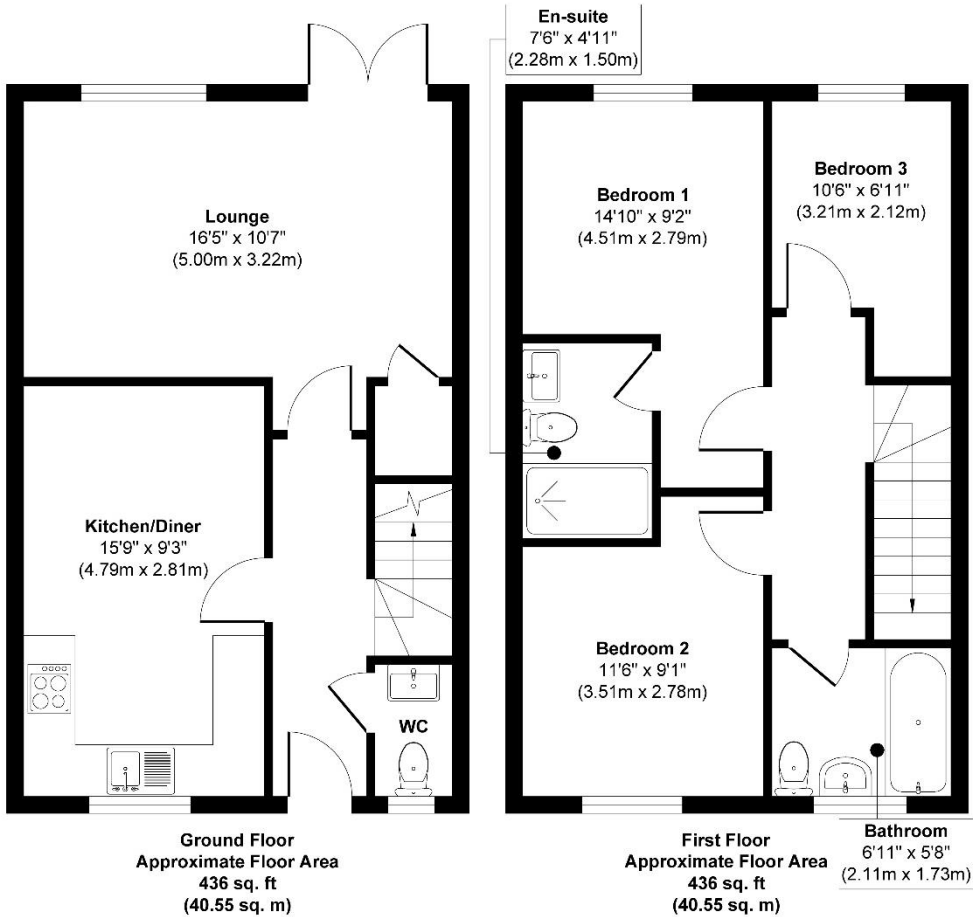 En-suite
7'6" x 4'11"
(2.28m x 1.50m)
Lounge
16'5" x 10'7"
(5.00m x 3.22m)
Bedroom 1
14'10" x 9'2"
(4.51m x 2.79m)
Bedroom 3
10'6" x 6'11"
(3.21m x 2.12m)
Kitchen/Diner
15'9" x 9'3"
(4.79m x 2.81m)
WC
Bedroom 2
11'6" x 9'1"
(3.51m x 2.78m)
Bathroom
6'11" x 5'8"
(2.11m x 1.73m)
Ground Floor
Approximate Floor Area
436 sq. ft
(40.55 sq. m)
First Floor
Approximate Floor Area
436 sq. ft
(40.55 sq. m)